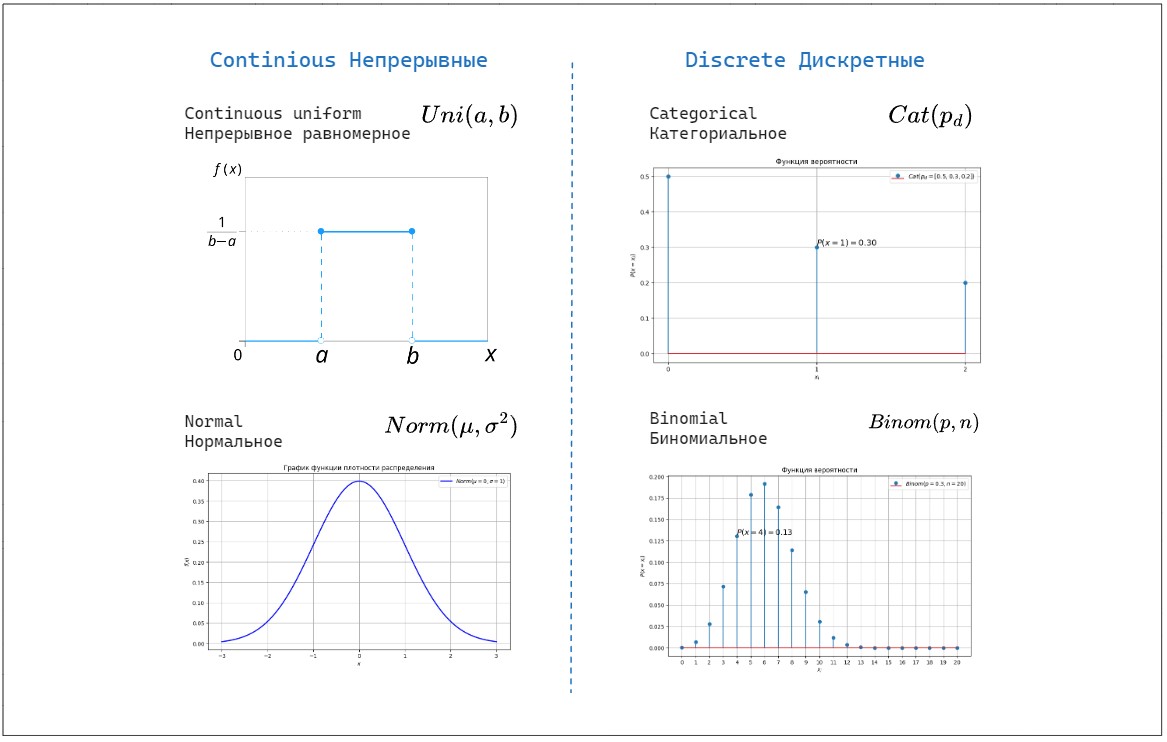 Continious Непрерывные
Continuous uniform
Непрерывное равномерное
Uni(a, b)
f(x)
1
b−a
0
a
b
x
Normal
Нормальное
Norm(μ, σ²)
График функции плотности распределения
Norm(μ = 0, σ = 1)
0.40
0.35
0.30
0.25
0.20
0.15
0.10
0.05
0.00
f(x)
−3 −2 −1 0 1 2 3
x
Discrete Дискретные
Categorical
Категориальное
Cat(p_d)
Функция вероятности
Cat(p_d = [0.5, 0.3, 0.2])
0.5
0.4
0.3
0.2
0.1
0.0
P(x = 1) = 0.30
P(x = x_i)
0 1 2
x_i
Binomial
Биномиальное
Binom(p, n)
Функция вероятности
Binom(p = 0.3, n = 20)
0.200
0.175
0.150
0.125
0.100
0.075
0.050
0.025
0.000
P(x = 4) = 0.13
P(x = x_i)
0 1 2 3 4 5 6 7 8 9 10 11 12 13 14 15 16 17 18 19 20
x_i